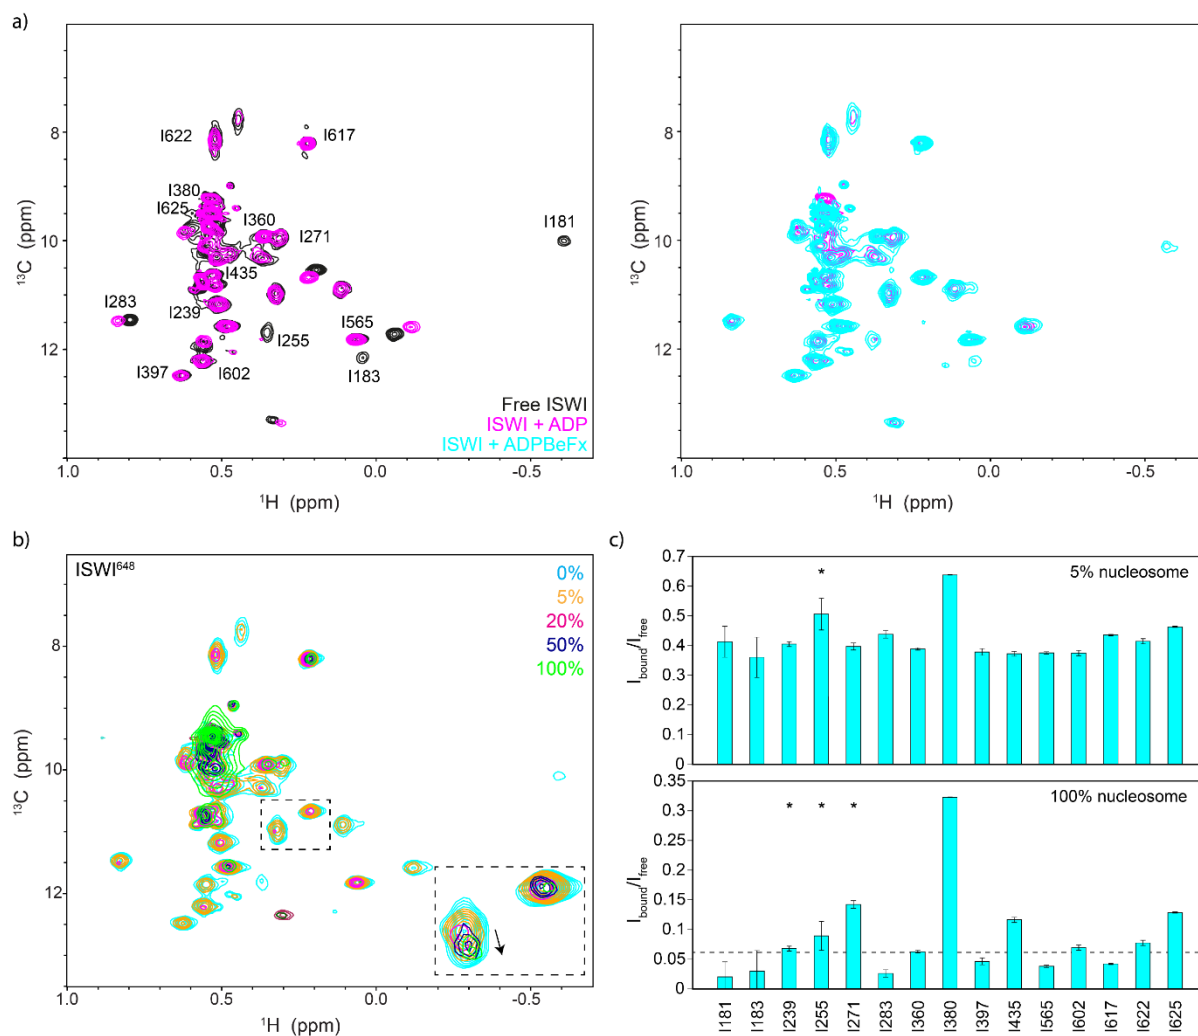 a)
8
10
12
¹³C (ppm)
1.0
0.5
0.0
-0.5
¹H (ppm)
I622
I617
I380
I625
I360
I271
I181
I435
I283
I239
I255
I565
I183
I397
I602
Free ISWI
ISWI + ADP
ISWI + ADPBeFx
8
10
12
¹³C (ppm)
1.0
0.5
0.0
-0.5
¹H (ppm)
b)
ISWI⁶⁴⁸
0%
5%
20%
50%
100%
8
10
12
¹³C (ppm)
1.0
0.5
0.0
-0.5
¹H (ppm)
c)
0.7
0.6
0.5
0.4
0.3
0.2
0.1
0
I_bound/I_free
*
5% nucleosome
0.35
0.3
0.25
0.2
0.15
0.1
0.05
0
I_bound/I_free
* * *
100% nucleosome
I181
I183
I239
I255
I271
I283
I360
I380
I397
I435
I565
I602
I617
I622
I625